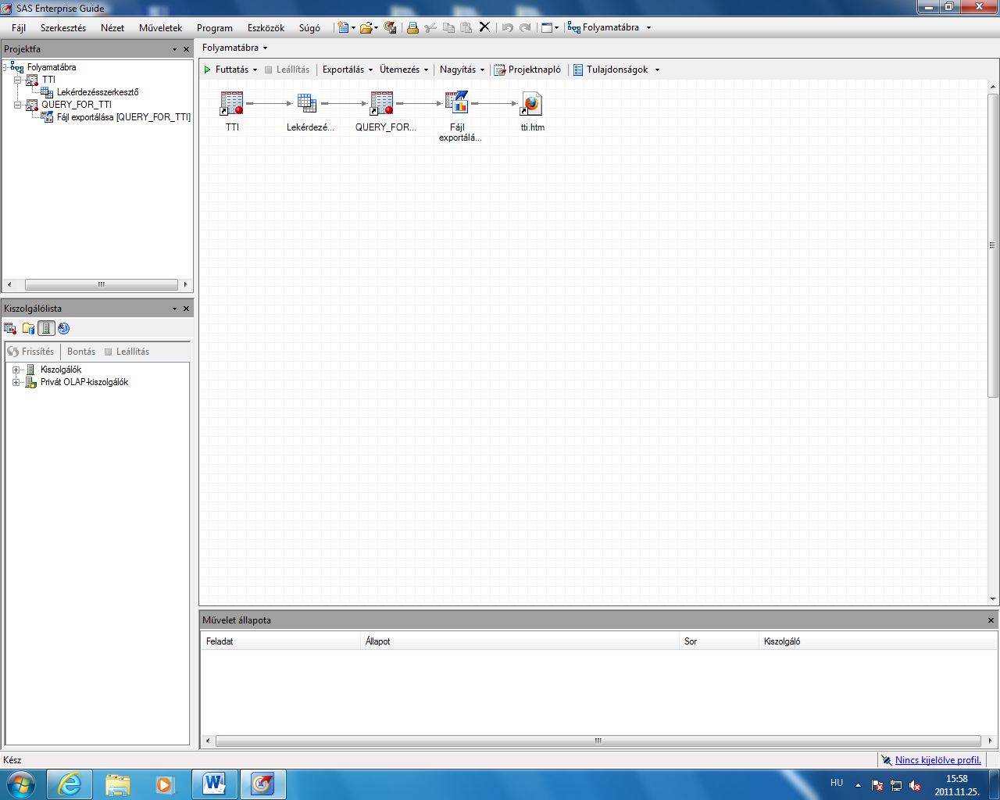 SAS Enterprise Guide
Fájl Szerkesztés Nézet Műveletek Program Eszközök Súgó Folyamatábra
Projektfa
Folyamatábra
TTI
Lekérdezésszerkesztő
QUERY_FOR_TTI
Fájl exportálása [QUERY_FOR_TTI]
Folyamatábra
Futtatás Leállítás Exportálás Ütemezés Nagyítás Projektnapló Tulajdonságok
TTI
Lekérdezé...
QUERY_FOR...
Fájl
exportálá...
tti.htm
Kiszolgálólista
Frissítés Bontás Leállítás
Kiszolgálók
Privát OLAP-kiszolgálók
Művelet állapota
Feladat Állapot Sor Kiszolgáló
Kész
Nincs kijelölve profil.
HU
15:58
2011.11.25.